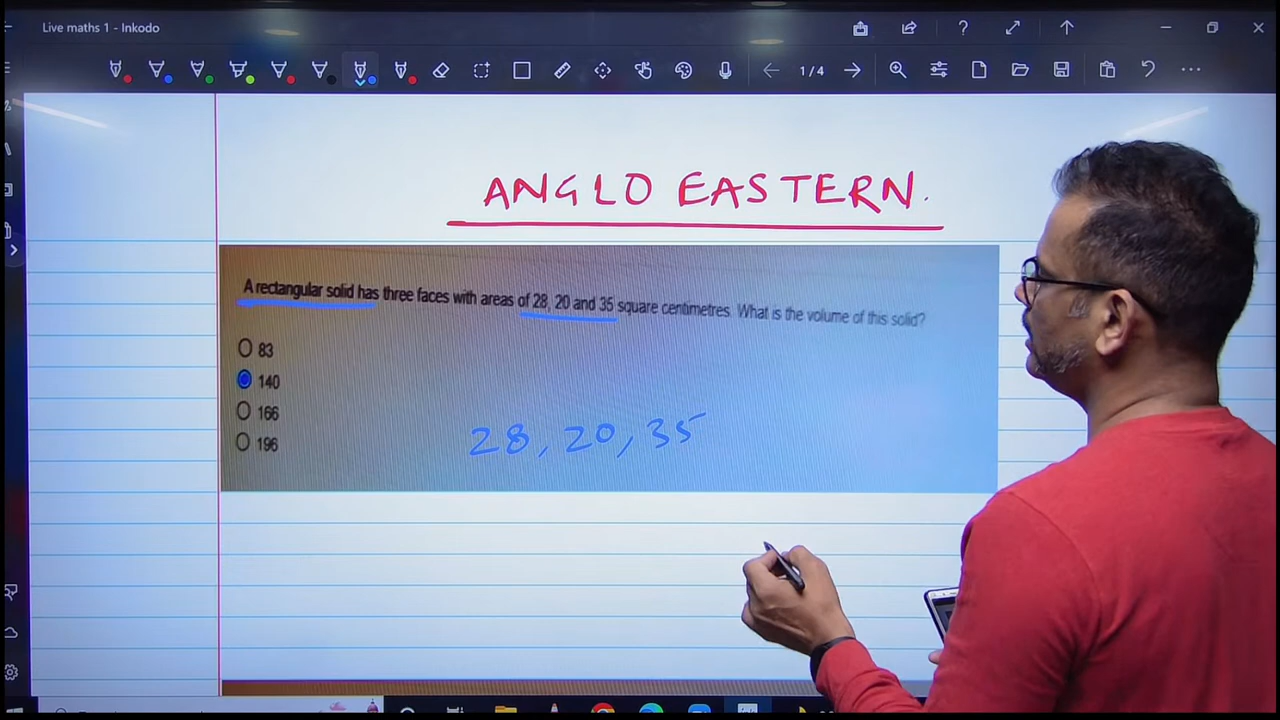 Live maths 1 - Inkodo
1/4
ANGLO EASTERN.
A rectangular solid has three faces with areas of 28, 20 and 35 square centimetres. What is the volume of this solid?
83
140
166
196
28, 20, 35